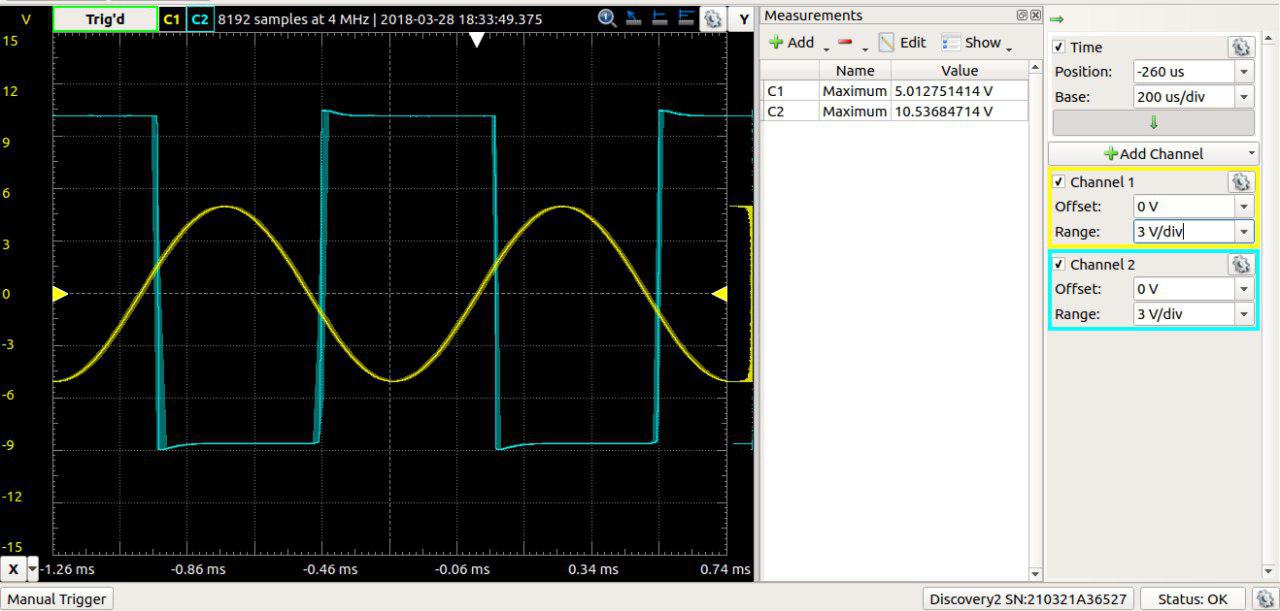 V Trig'd C1 C2 8192 samples at 4 MHz | 2018-03-28 18:33:49.375 Y
15
12
9
6
3
0
-3
-6
-9
-12
-15
X -1.26 ms -0.86 ms -0.46 ms -0.06 ms 0.34 ms 0.74 ms
Measurements
Add Edit Show
Name Value
C1 Maximum 5.012751414 V
C2 Maximum 10.53684714 V
Time
Position: -260 us
Base: 200 us/div
Add Channel
Channel 1
Offset: 0 V
Range: 3 V/div
Channel 2
Offset: 0 V
Range: 3 V/div
Manual Trigger Discovery2 SN:210321A36527 Status: OK